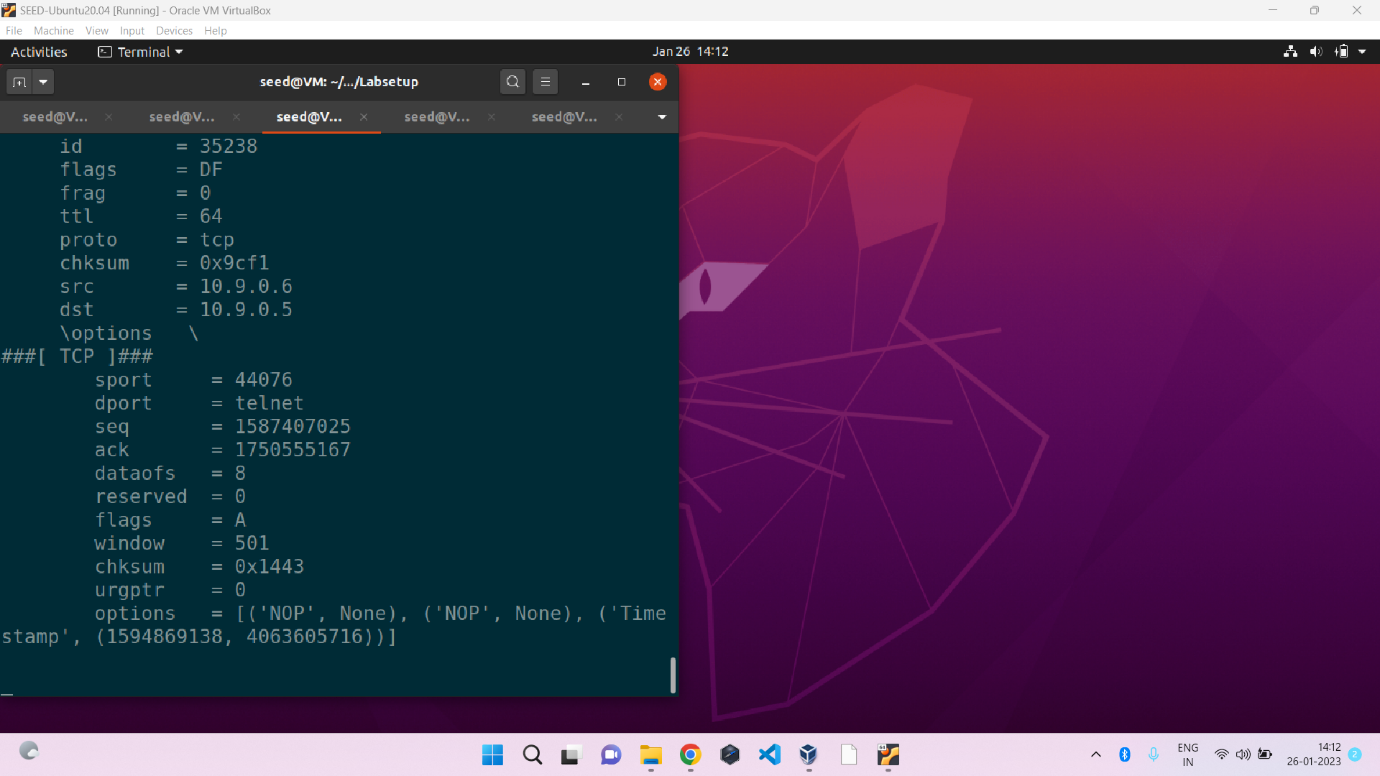 SEED-Ubuntu20.04 [Running] - Oracle VM VirtualBox
File Machine View Input Devices Help
Activities Terminal Jan 26 14:12
seed@VM: ~/.../Labsetup
seed@V... seed@V... seed@V... seed@V... seed@V...
id = 35238
flags = DF
frag = 0
ttl = 64
proto = tcp
chksum = 0x9cf1
src = 10.9.0.6
dst = 10.9.0.5
\options \
###[ TCP ]###
sport = 44076
dport = telnet
seq = 1587407025
ack = 1750555167
dataofs = 8
reserved = 0
flags = A
window = 501
chksum = 0x1443
urgptr = 0
options = [('NOP', None), ('NOP', None), ('Time
stamp', (1594869138, 4063605716))]
ENG
IN
14:12
26-01-2023
2